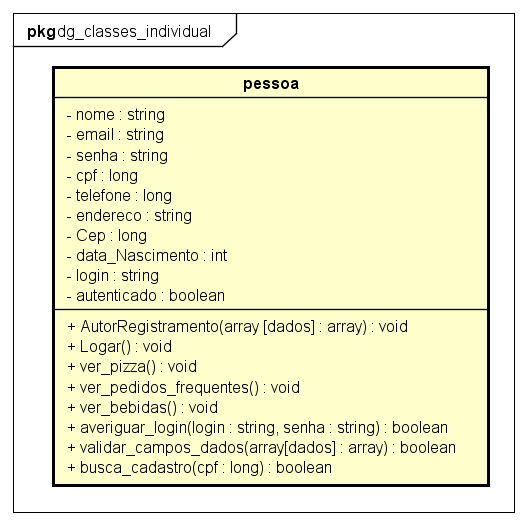 pkg dg_classes_individual
pessoa
- nome : string
- email : string
- senha : string
- cpf : long
- telefone : long
- endereco : string
- Cep : long
- data_Nascimento : int
- login : string
- autenticado : boolean
+ AutorRegistramento(array [dados] : array) : void
+ Logar() : void
+ ver_pizza() : void
+ ver_pedidos_frequentes() : void
+ ver_bebidas() : void
+ averiguar_login(login : string, senha : string) : boolean
+ validar_campos_dados(array[dados] : array) : boolean
+ busca_cadastro(cpf : long) : boolean